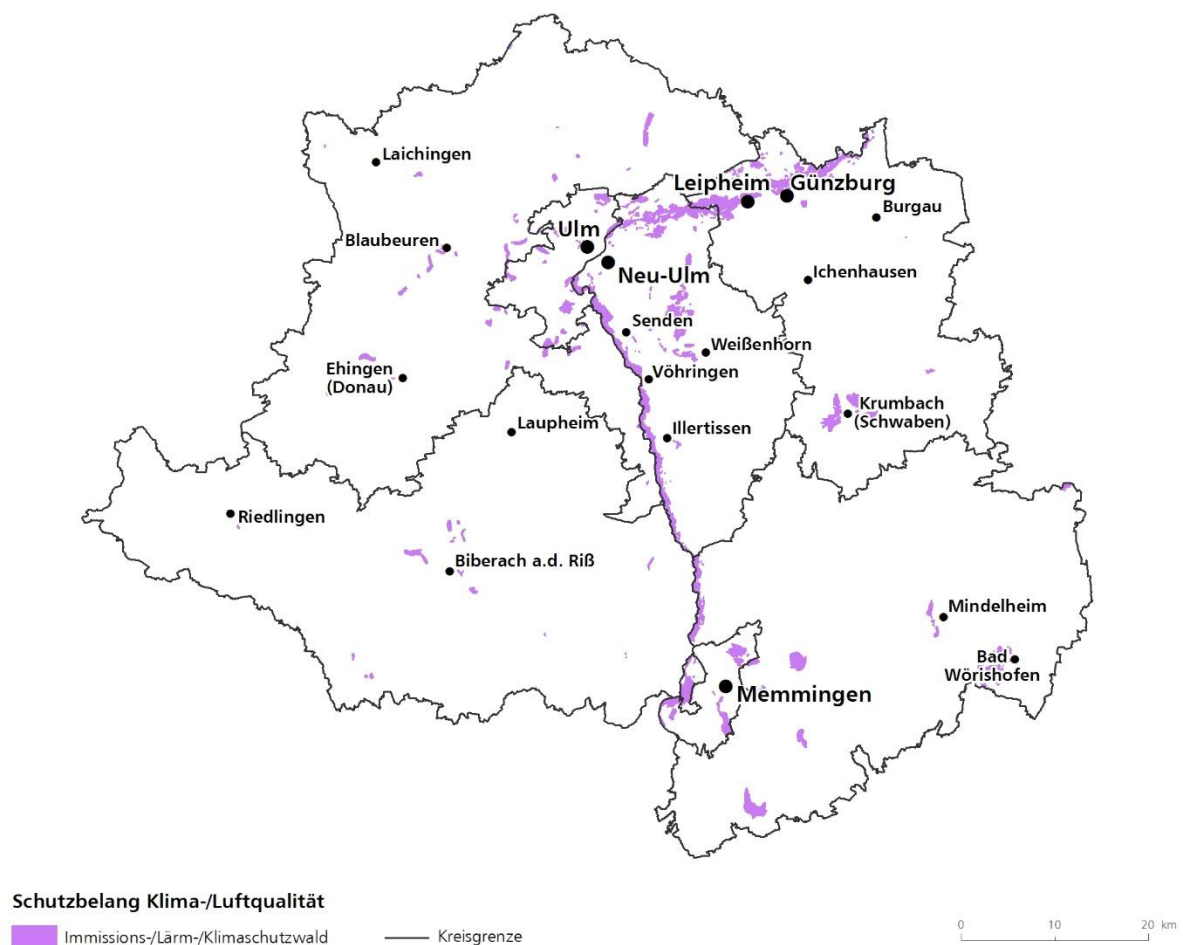 Laichingen
Leipheim
Günzburg
Burgau
Ulm
Blaubeuren
Neu-Ulm
Ichenhausen
Senden
Weißenhorn
Ehingen
(Donau)
Vöhringen
Krumbach
(Schwaben)
Laupheim
Illertissen
Riedlingen
Biberach a.d. Riß
Mindelheim
Bad
Wörishofen
Memmingen
Schutzbelang Klima-/Luftqualität
Immissions-/Lärm-/Klimaschutzwald
Kreisgrenze
0 10 20 km